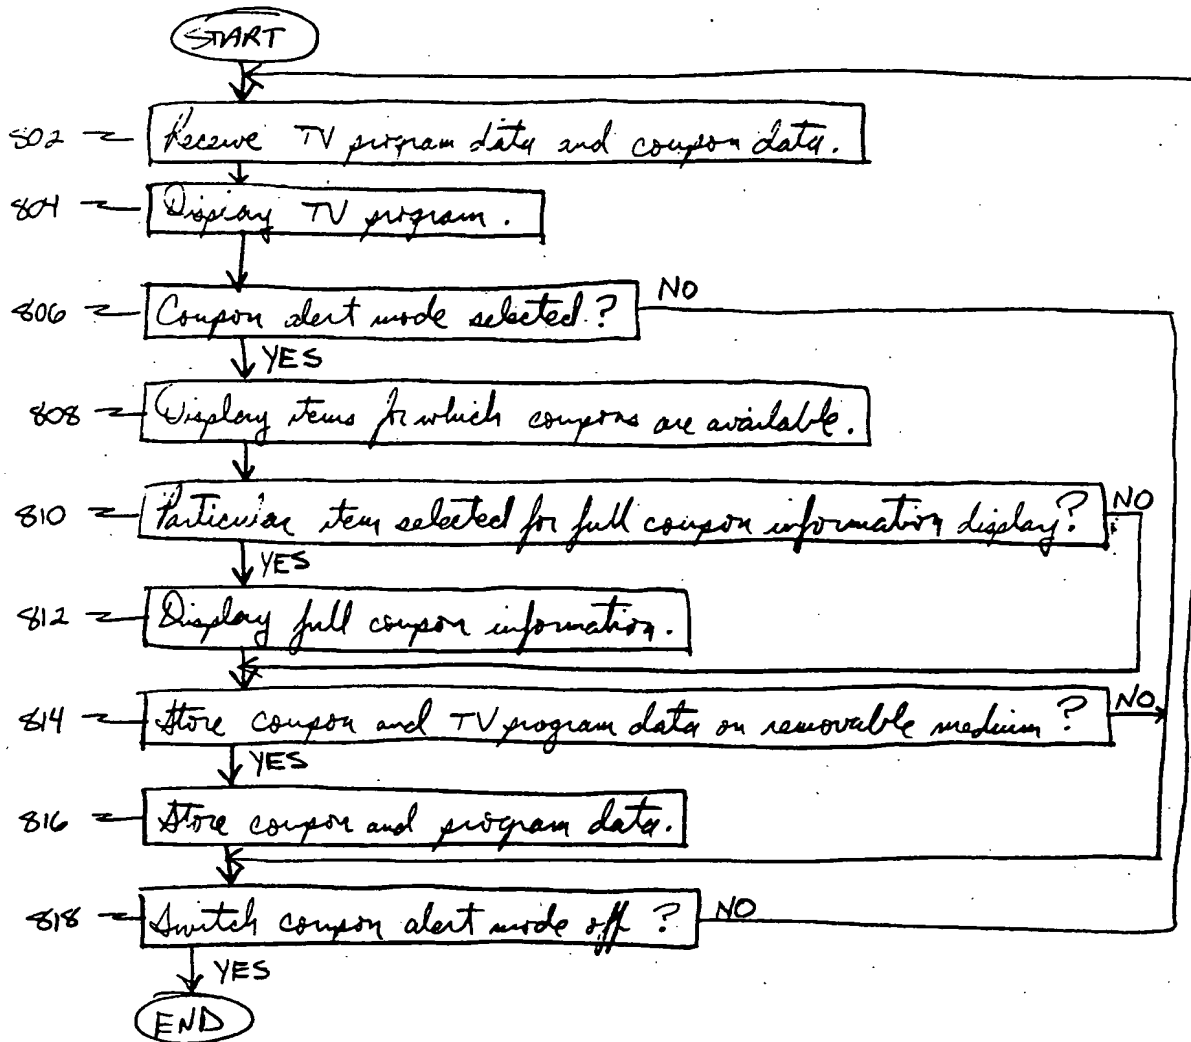 START
802 Receive TV program data and coupon data.
804 Display TV program.
806 Coupon alert mode selected? NO
YES
808 Display items for which coupons are available.
810 Particular item selected for full coupon information display? NO
YES
812 Display full coupon information.
814 Store coupon and TV program data on removable medium? NO
YES
816 Store coupon and program data.
818 Switch coupon alert mode off? NO
YES
END